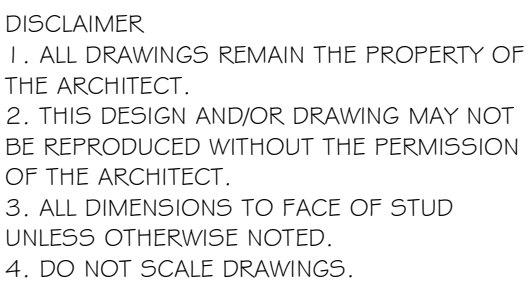 DISCLAIMER
1. ALL DRAWINGS REMAIN THE PROPERTY OF
THE ARCHITECT.
2. THIS DESIGN AND/OR DRAWING MAY NOT
BE REPRODUCED WITHOUT THE PERMISSION
OF THE ARCHITECT.
3. ALL DIMENSIONS TO FACE OF STUD
UNLESS OTHERWISE NOTED.
4. DO NOT SCALE DRAWINGS.